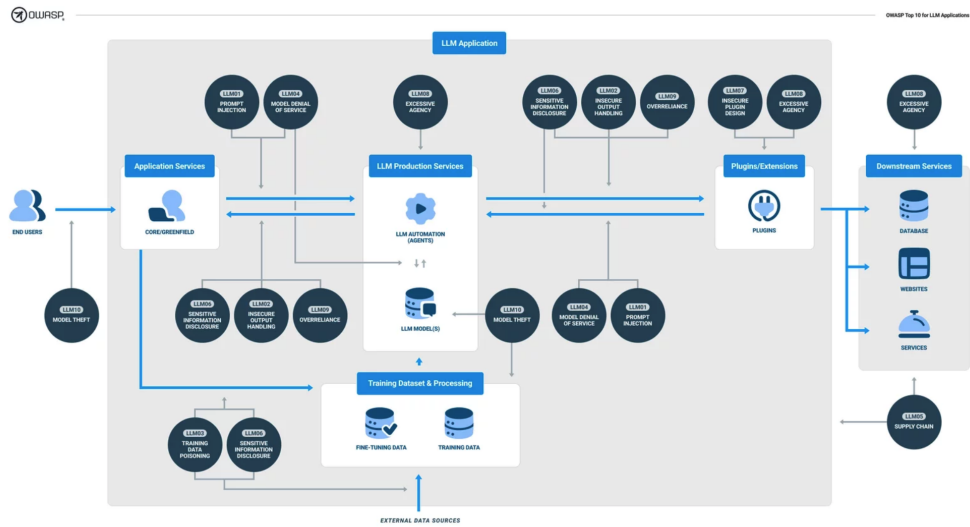 OWASP
OWASP Top 10 for LLM Applications
LLM Application
LLM01
PROMPT
INJECTION
LLM04
MODEL DENIAL
OF SERVICE
LLM08
EXCESSIVE
AGENCY
LLM06
SENSITIVE
INFORMATION
DISCLOSURE
LLM02
INSECURE
OUTPUT
HANDLING
LLM09
OVERRELIANCE
LLM07
INSECURE
PLUGIN
DESIGN
LLM08
EXCESSIVE
AGENCY
LLM08
EXCESSIVE
AGENCY
Application Services
LLM Production Services
Plugins/Extensions
Downstream Services
END USERS
CORE/GREENFIELD
LLM AUTOMATION
(AGENTS)
PLUGINS
DATABASE
WEBSITES
LLM10
MODEL THEFT
LLM06
SENSITIVE
INFORMATION
DISCLOSURE
LLM02
INSECURE
OUTPUT
HANDLING
LLM09
OVERRELIANCE
LLM MODEL(S)
LLM10
MODEL THEFT
LLM04
MODEL DENIAL
OF SERVICE
LLM01
PROMPT
INJECTION
SERVICES
Training Dataset & Processing
FINE-TUNING DATA
TRAINING DATA
LLM03
TRAINING
DATA
POISONING
LLM06
SENSITIVE
INFORMATION
DISCLOSURE
LLM05
SUPPLY CHAIN
EXTERNAL DATA SOURCES